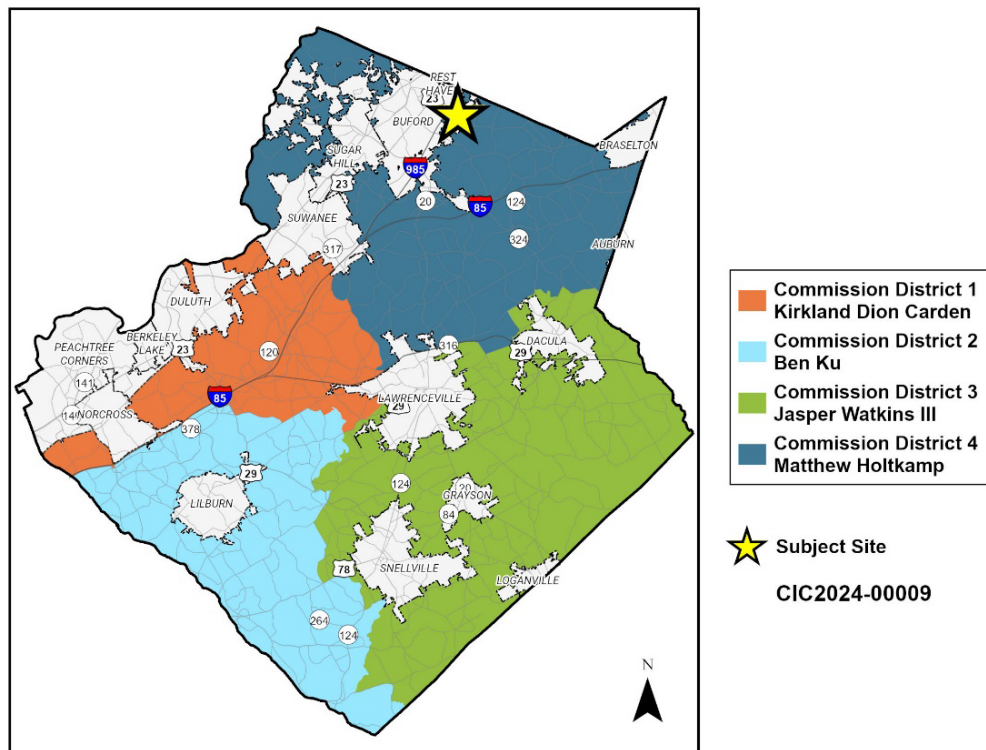 REST
HAVEN
23
BUFORD
BRASELTON
SUGAR
HILL
985
23
20
85
124
SUWANEE
324
AUBURN
317
DULUTH
BERKELEY
LAKE
PEACHTREE
CORNERS
23
120
316
DACULA
29
141
14
NORCROSS
85
LAWRENCEVILLE
29
378
29
LILBURN
124
20
GRAYSON
84
78
SNELLVILLE
LOGANVILLE
264
124
N
Commission District 1
Kirkland Dion Carden
Commission District 2
Ben Ku
Commission District 3
Jasper Watkins III
Commission District 4
Matthew Holtkamp
Subject Site
CIC2024-00009